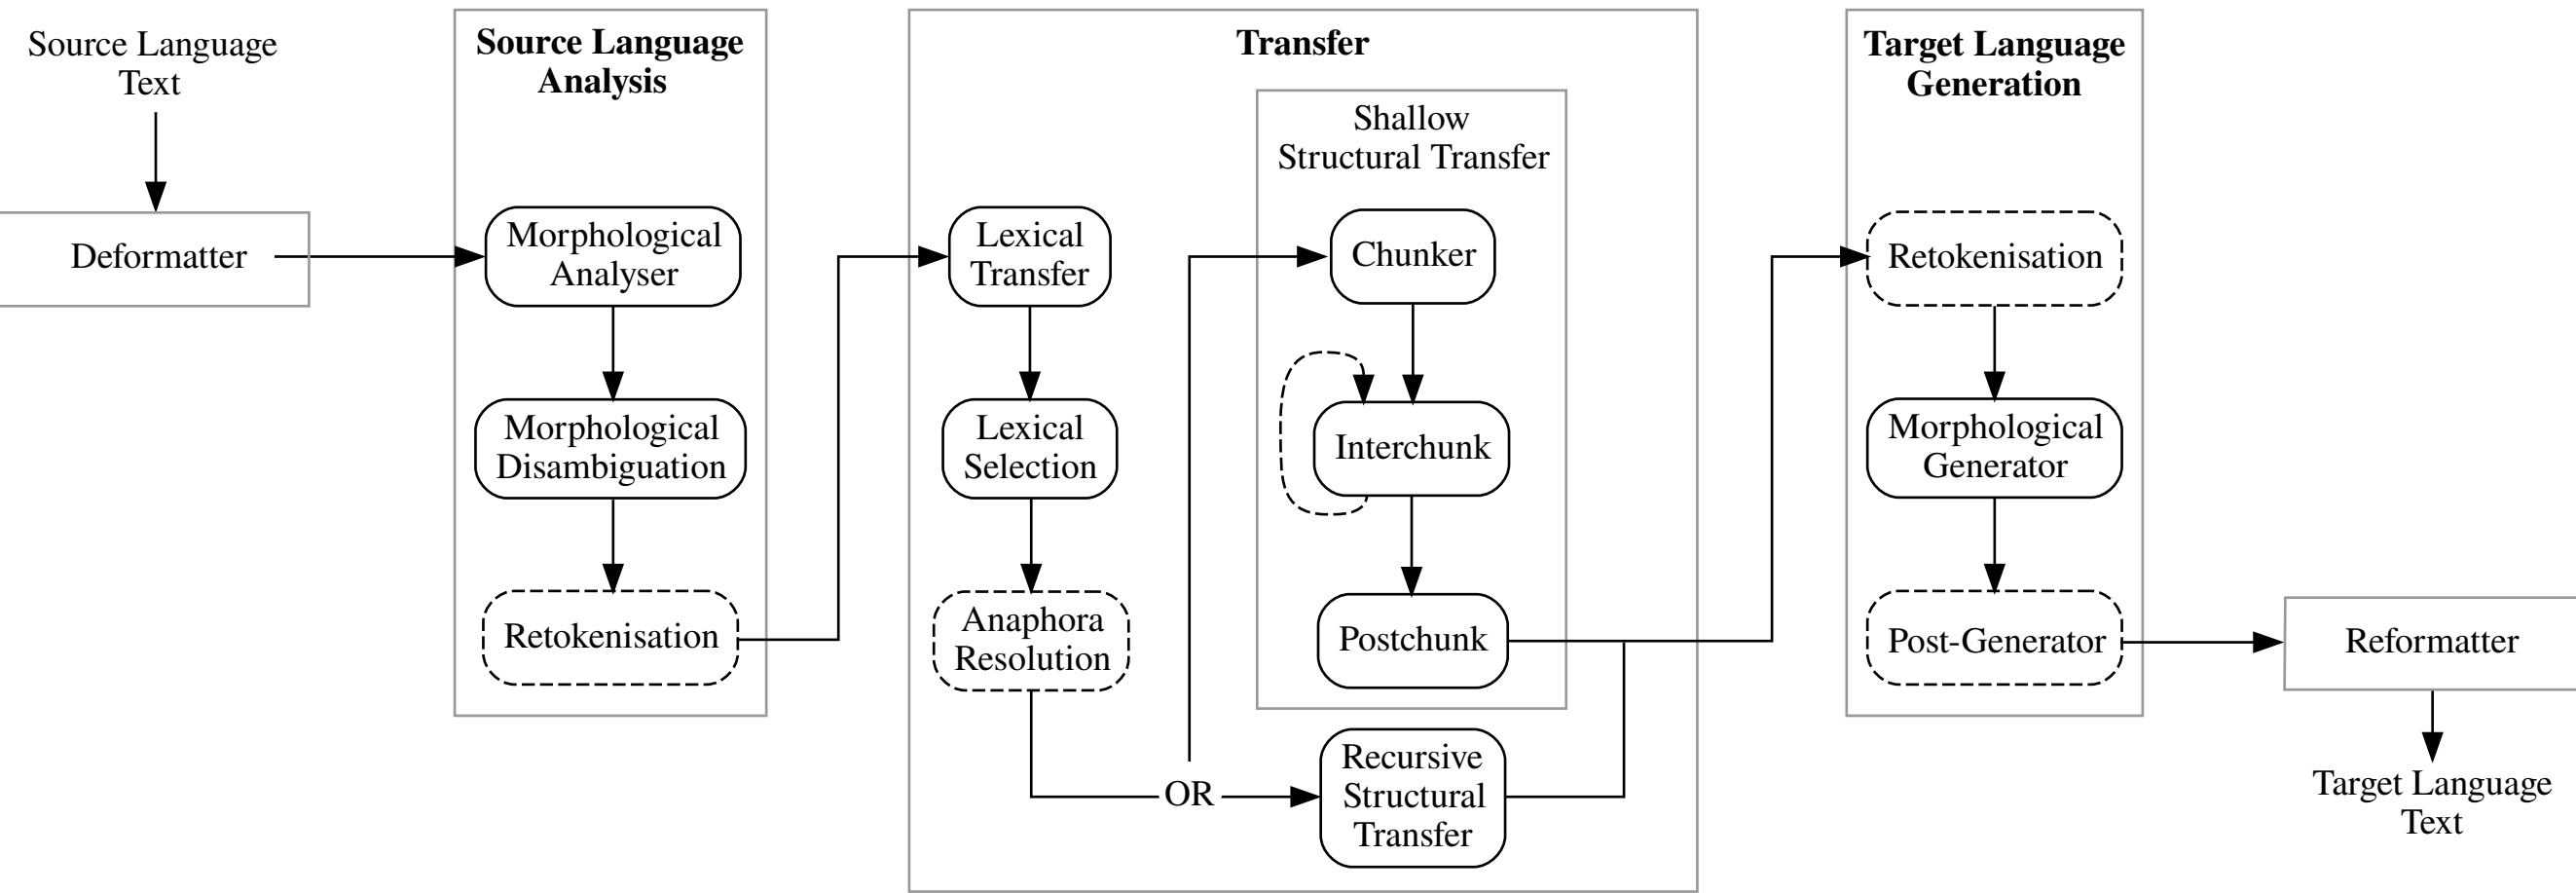 Source Language
Text
Deformatter
Source Language
Analysis
Morphological
Analyser
Morphological
Disambiguation
Retokenisation
Transfer
Lexical
Transfer
Lexical
Selection
Anaphora
Resolution
OR
Shallow
Structural Transfer
Chunker
Interchunk
Postchunk
Recursive
Structural
Transfer
Target Language
Generation
Retokenisation
Morphological
Generator
Post-Generator
Reformatter
Target Language
Text